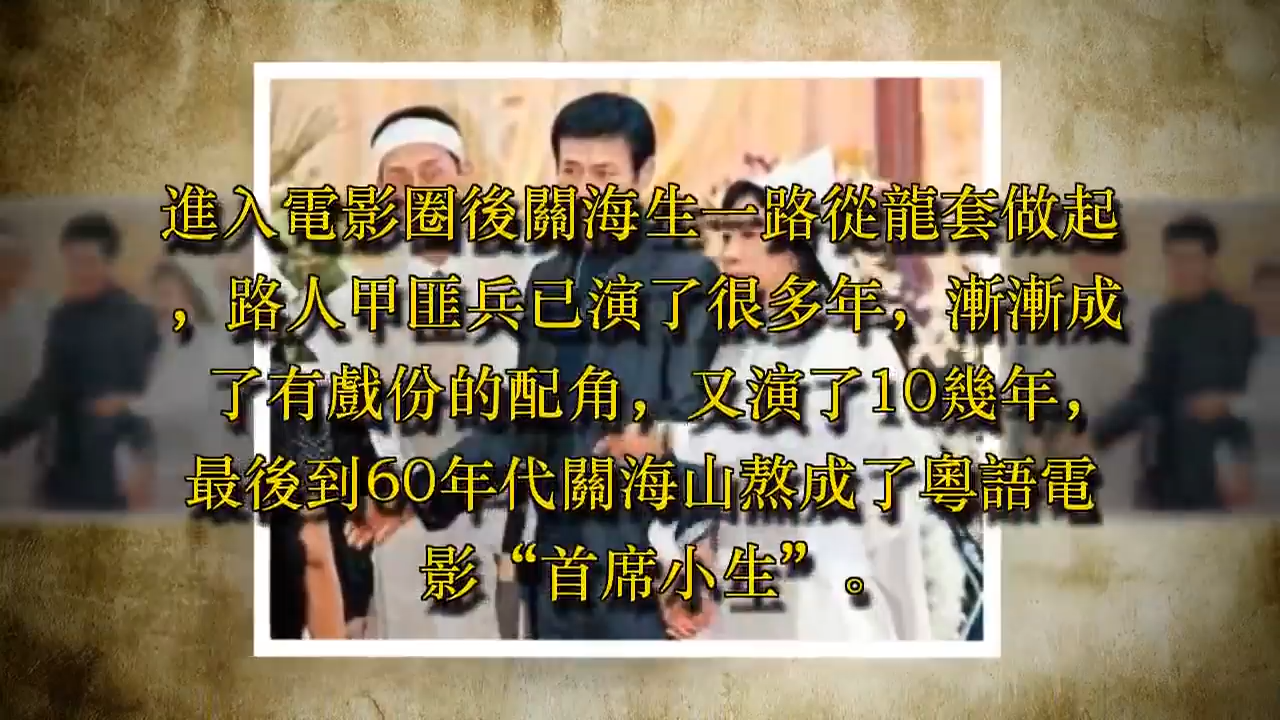 進入電影圈後關海生一路從龍套做起
，路人甲匪兵已演了很多年，漸漸成
了有戲份的配角，又演了10幾年，
最後到60年代關海山熬成了粵語電
影“首席小生”。